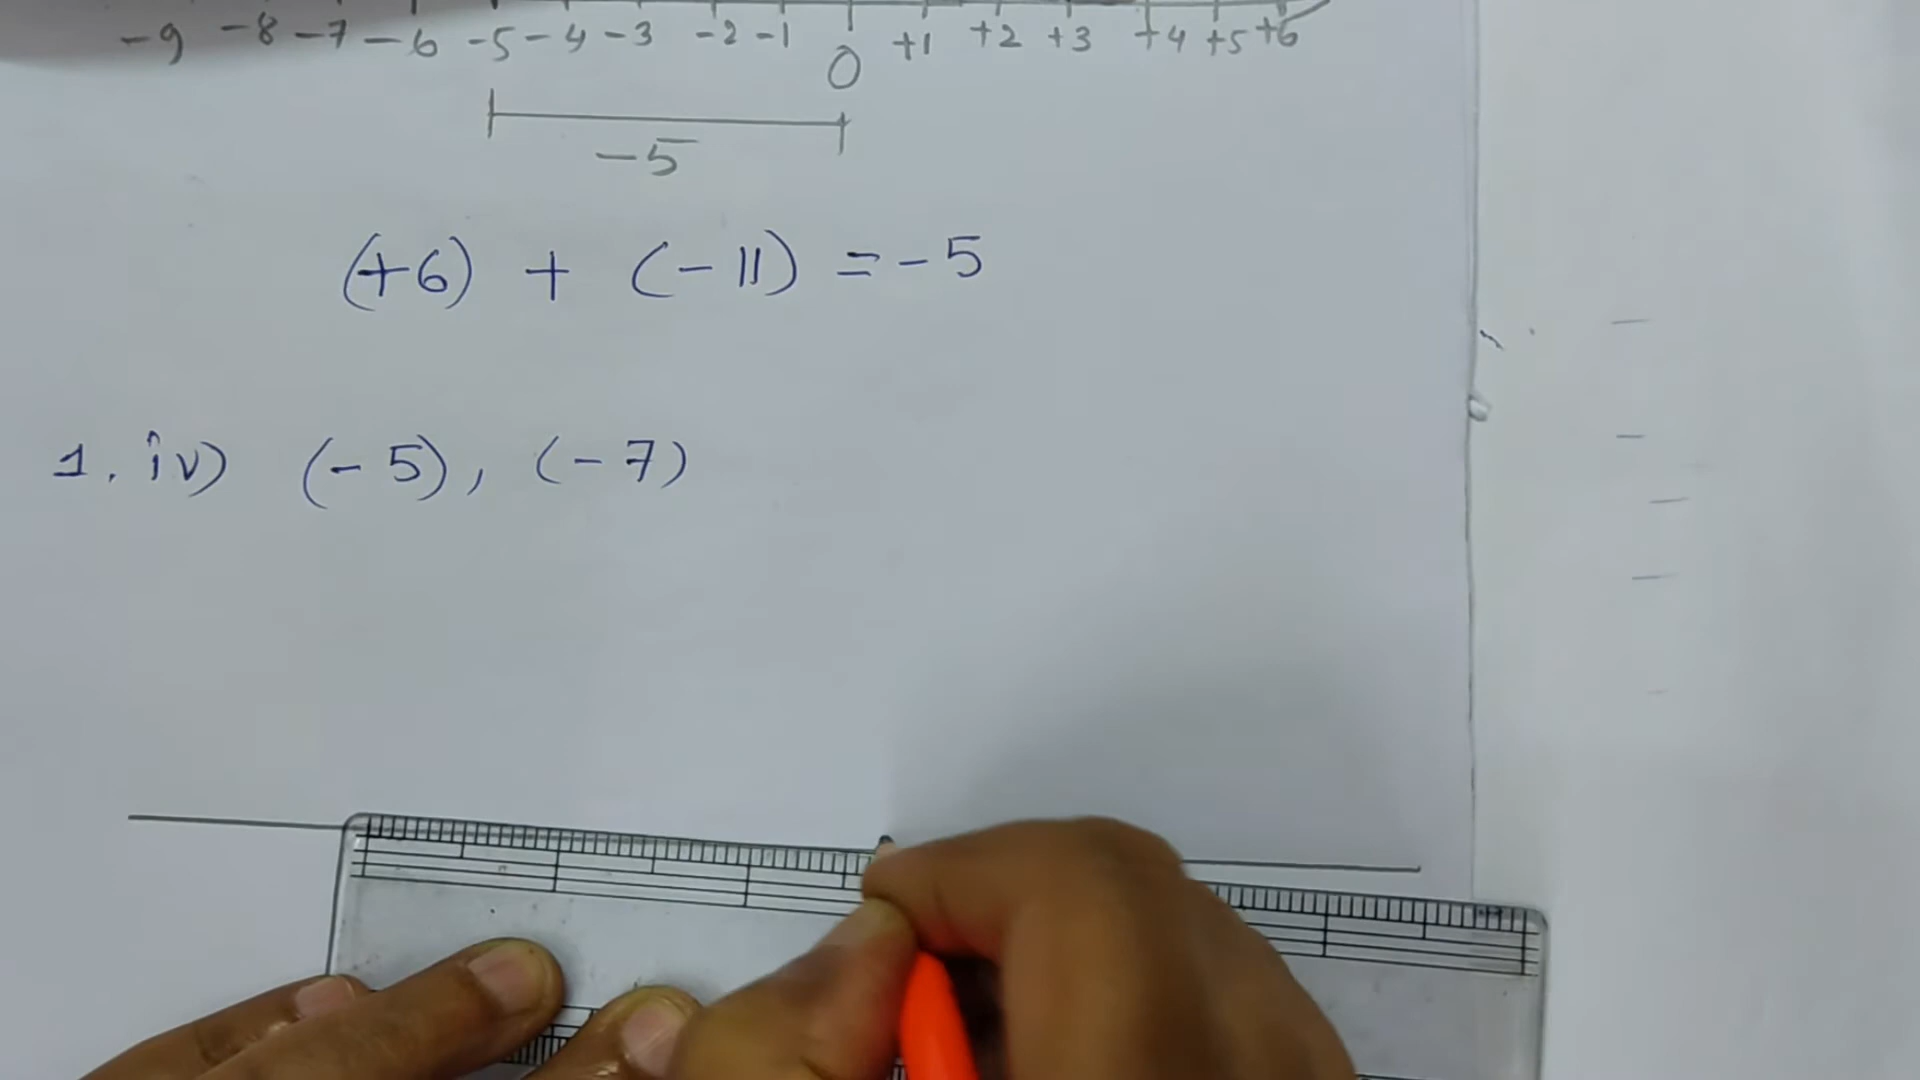 -9 -8 -7 -6 -5 -4 -3 -2 -1 0 +1 +2 +3 +4 +5 +6
-5
(+6) + (-11) = -5
1. iv) (-5), (-7)